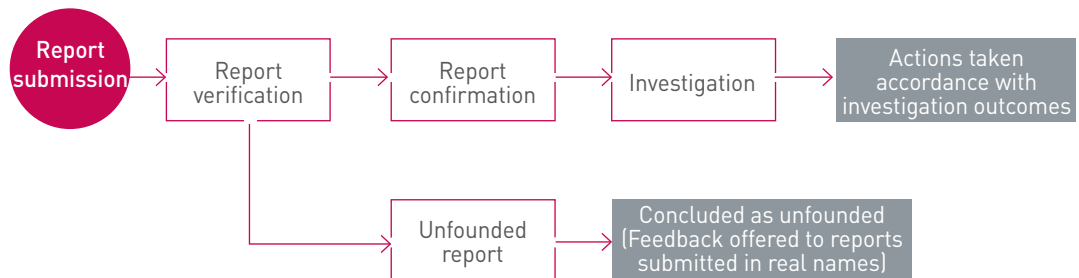 Report
submission
Report
verification
Report
confirmation
Investigation
Actions taken
accordance with
investigation outcomes
Unfounded
report
Concluded as unfounded
(Feedback offered to reports
submitted in real names)